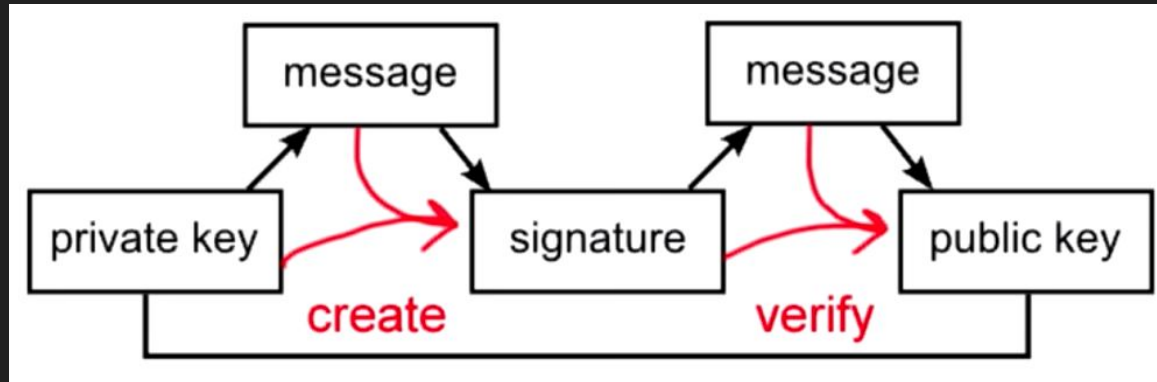 message
message
private key
signature
public key
create
verify